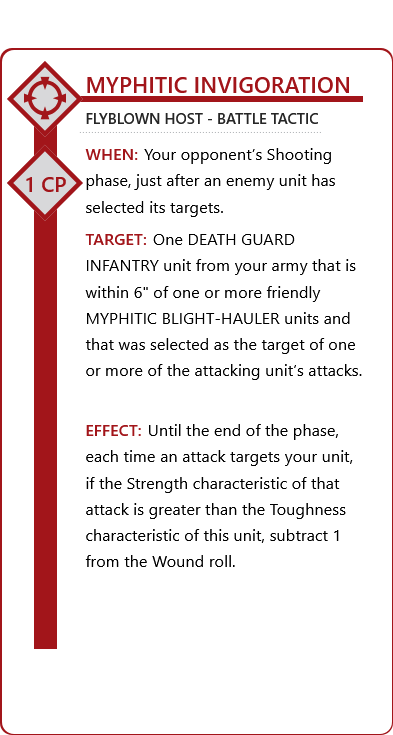 MYPHITIC INVIGORATION
FLYBLOWN HOST - BATTLE TACTIC
1 CP
WHEN: Your opponent's Shooting
phase, just after an enemy unit has
selected its targets.
TARGET: One DEATH GUARD
INFANTRY unit from your army that is
within 6" of one or more friendly
MYPHITIC BLIGHT-HAULER units and
that was selected as the target of one
or more of the attacking unit's attacks.
EFFECT: Until the end of the phase,
each time an attack targets your unit,
if the Strength characteristic of that
attack is greater than the Toughness
characteristic of this unit, subtract 1
from the Wound roll.